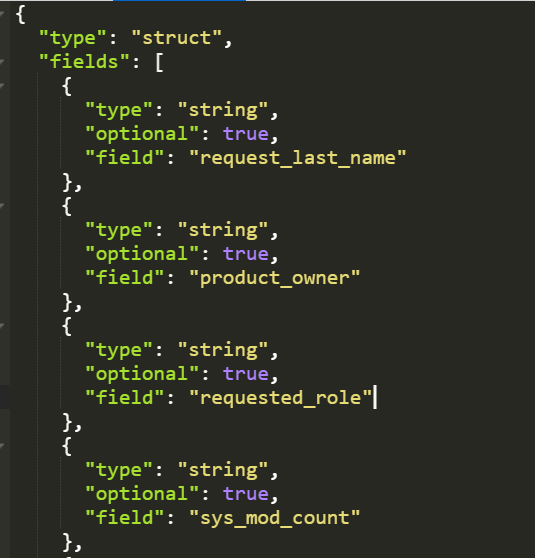 {
  "type": "struct",
  "fields": [
    {
      "type": "string",
      "optional": true,
      "field": "request_last_name"
    },
    {
      "type": "string",
      "optional": true,
      "field": "product_owner"
    },
    {
      "type": "string",
      "optional": true,
      "field": "requested_role"
    },
    {
      "type": "string",
      "optional": true,
      "field": "sys_mod_count"
    },